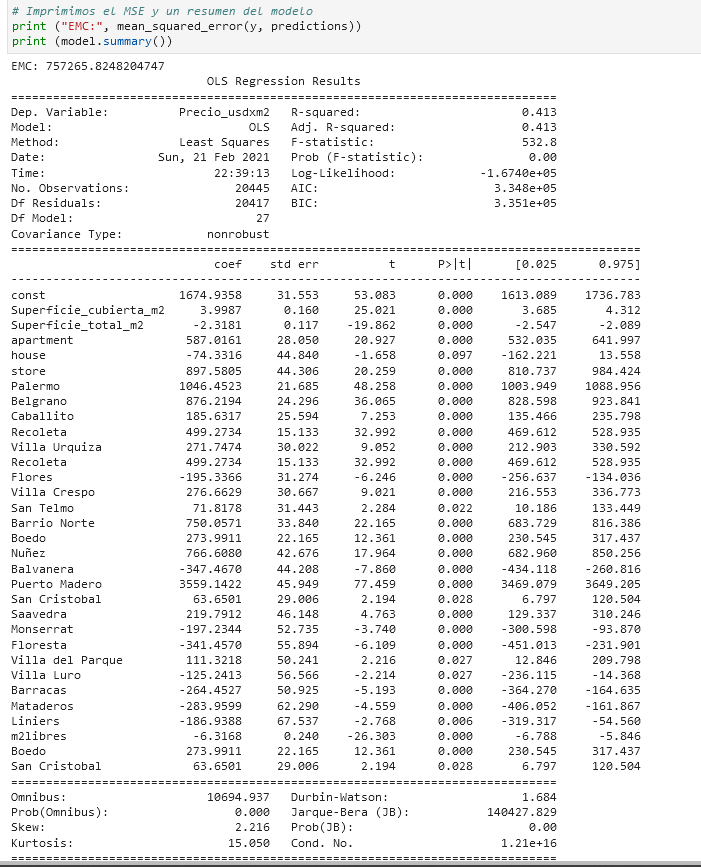 # Imprimimos el MSE y un resumen del modelo
print ("EMC:", mean_squared_error(y, predictions))
print (model.summary())
EMC: 757265.8248204747
                            OLS Regression Results
==============================================================================
Dep. Variable:          Precio_usdxm2   R-squared:                       0.413
Model:                            OLS   Adj. R-squared:                  0.413
Method:                 Least Squares   F-statistic:                     532.8
Date:                Sun, 21 Feb 2021   Prob (F-statistic):               0.00
Time:                        22:39:13   Log-Likelihood:            -1.6740e+05
No. Observations:               20445   AIC:                         3.348e+05
Df Residuals:                   20417   BIC:                         3.351e+05
Df Model:                          27
Covariance Type:            nonrobust
==========================================================================================
                             coef    std err          t      P>|t|      [0.025      0.975]
------------------------------------------------------------------------------------------
const                   1674.9358     31.553     53.083      0.000    1613.089    1736.783
Superficie_cubierta_m2     3.9987      0.160     25.021      0.000       3.685       4.312
Superficie_total_m2       -2.3181      0.117    -19.862      0.000      -2.547      -2.089
apartment                587.0161     28.050     20.927      0.000     532.035     641.997
house                    -74.3316     44.840     -1.658      0.097    -162.221      13.558
store                    897.5805     44.306     20.259      0.000     810.737     984.424
Palermo                 1046.4523     21.685     48.258      0.000    1003.949    1088.956
Belgrano                 876.2194     24.296     36.065      0.000     828.598     923.841
Caballito                185.6317     25.594      7.253      0.000     135.466     235.798
Recoleta                 499.2734     15.133     32.992      0.000     469.612     528.935
Villa Urquiza            271.7474     30.022      9.052      0.000     212.903     330.592
Recoleta                 499.2734     15.133     32.992      0.000     469.612     528.935
Flores                  -195.3366     31.274     -6.246      0.000    -256.637    -134.036
Villa Crespo             276.6629     30.667      9.021      0.000     216.553     336.773
San Telmo                 71.8178     31.443      2.284      0.022      10.186     133.449
Barrio Norte             750.0571     33.840     22.165      0.000     683.729     816.386
Boedo                    273.9911     22.165     12.361      0.000     230.545     317.437
Nuñez                    766.6080     42.676     17.964      0.000     682.960     850.256
Balvanera               -347.4670     44.208     -7.860      0.000    -434.118    -260.816
Puerto Madero           3559.1422     45.949     77.459      0.000    3469.079    3649.205
San Cristobal             63.6501     29.006      2.194      0.028       6.797     120.504
Saavedra                 219.7912     46.148      4.763      0.000     129.337     310.246
Monserrat               -197.2344     52.735     -3.740      0.000    -300.598     -93.870
Floresta                -341.4570     55.894     -6.109      0.000    -451.013    -231.901
Villa del Parque         111.3218     50.241      2.216      0.027      12.846     209.798
Villa Luro              -125.2413     56.566     -2.214      0.027    -236.115     -14.368
Barracas                -264.4527     50.925     -5.193      0.000    -364.270    -164.635
Mataderos               -283.9599     62.290     -4.559      0.000    -406.052    -161.867
Liniers                 -186.9388     67.537     -2.768      0.006    -319.317     -54.560
m2libres                  -6.3168      0.240    -26.303      0.000      -6.788      -5.846
Boedo                    273.9911     22.165     12.361      0.000     230.545     317.437
San Cristobal             63.6501     29.006      2.194      0.028       6.797     120.504
==============================================================================
Omnibus:                    10694.937   Durbin-Watson:                   1.684
Prob(Omnibus):                  0.000   Jarque-Bera (JB):           140427.829
Skew:                           2.216   Prob(JB):                         0.00
Kurtosis:                      15.050   Cond. No.                     1.21e+16
==============================================================================